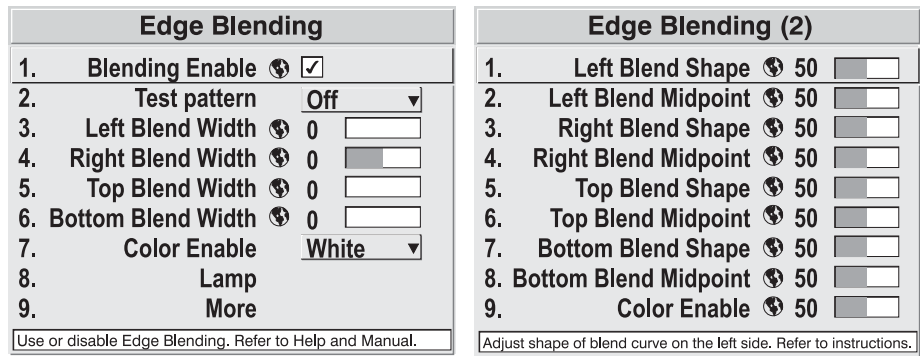 Edge Blending
1. Blending Enable
2. Test pattern Off
3. Left Blend Width 0
4. Right Blend Width 0
5. Top Blend Width 0
6. Bottom Blend Width 0
7. Color Enable White
8. Lamp
9. More
Use or disable Edge Blending. Refer to Help and Manual.
Edge Blending (2)
1. Left Blend Shape 50
2. Left Blend Midpoint 50
3. Right Blend Shape 50
4. Right Blend Midpoint 50
5. Top Blend Shape 50
6. Top Blend Midpoint 50
7. Bottom Blend Shape 50
8. Bottom Blend Midpoint 50
9. Color Enable 50
Adjust shape of blend curve on the left side. Refer to instructions.